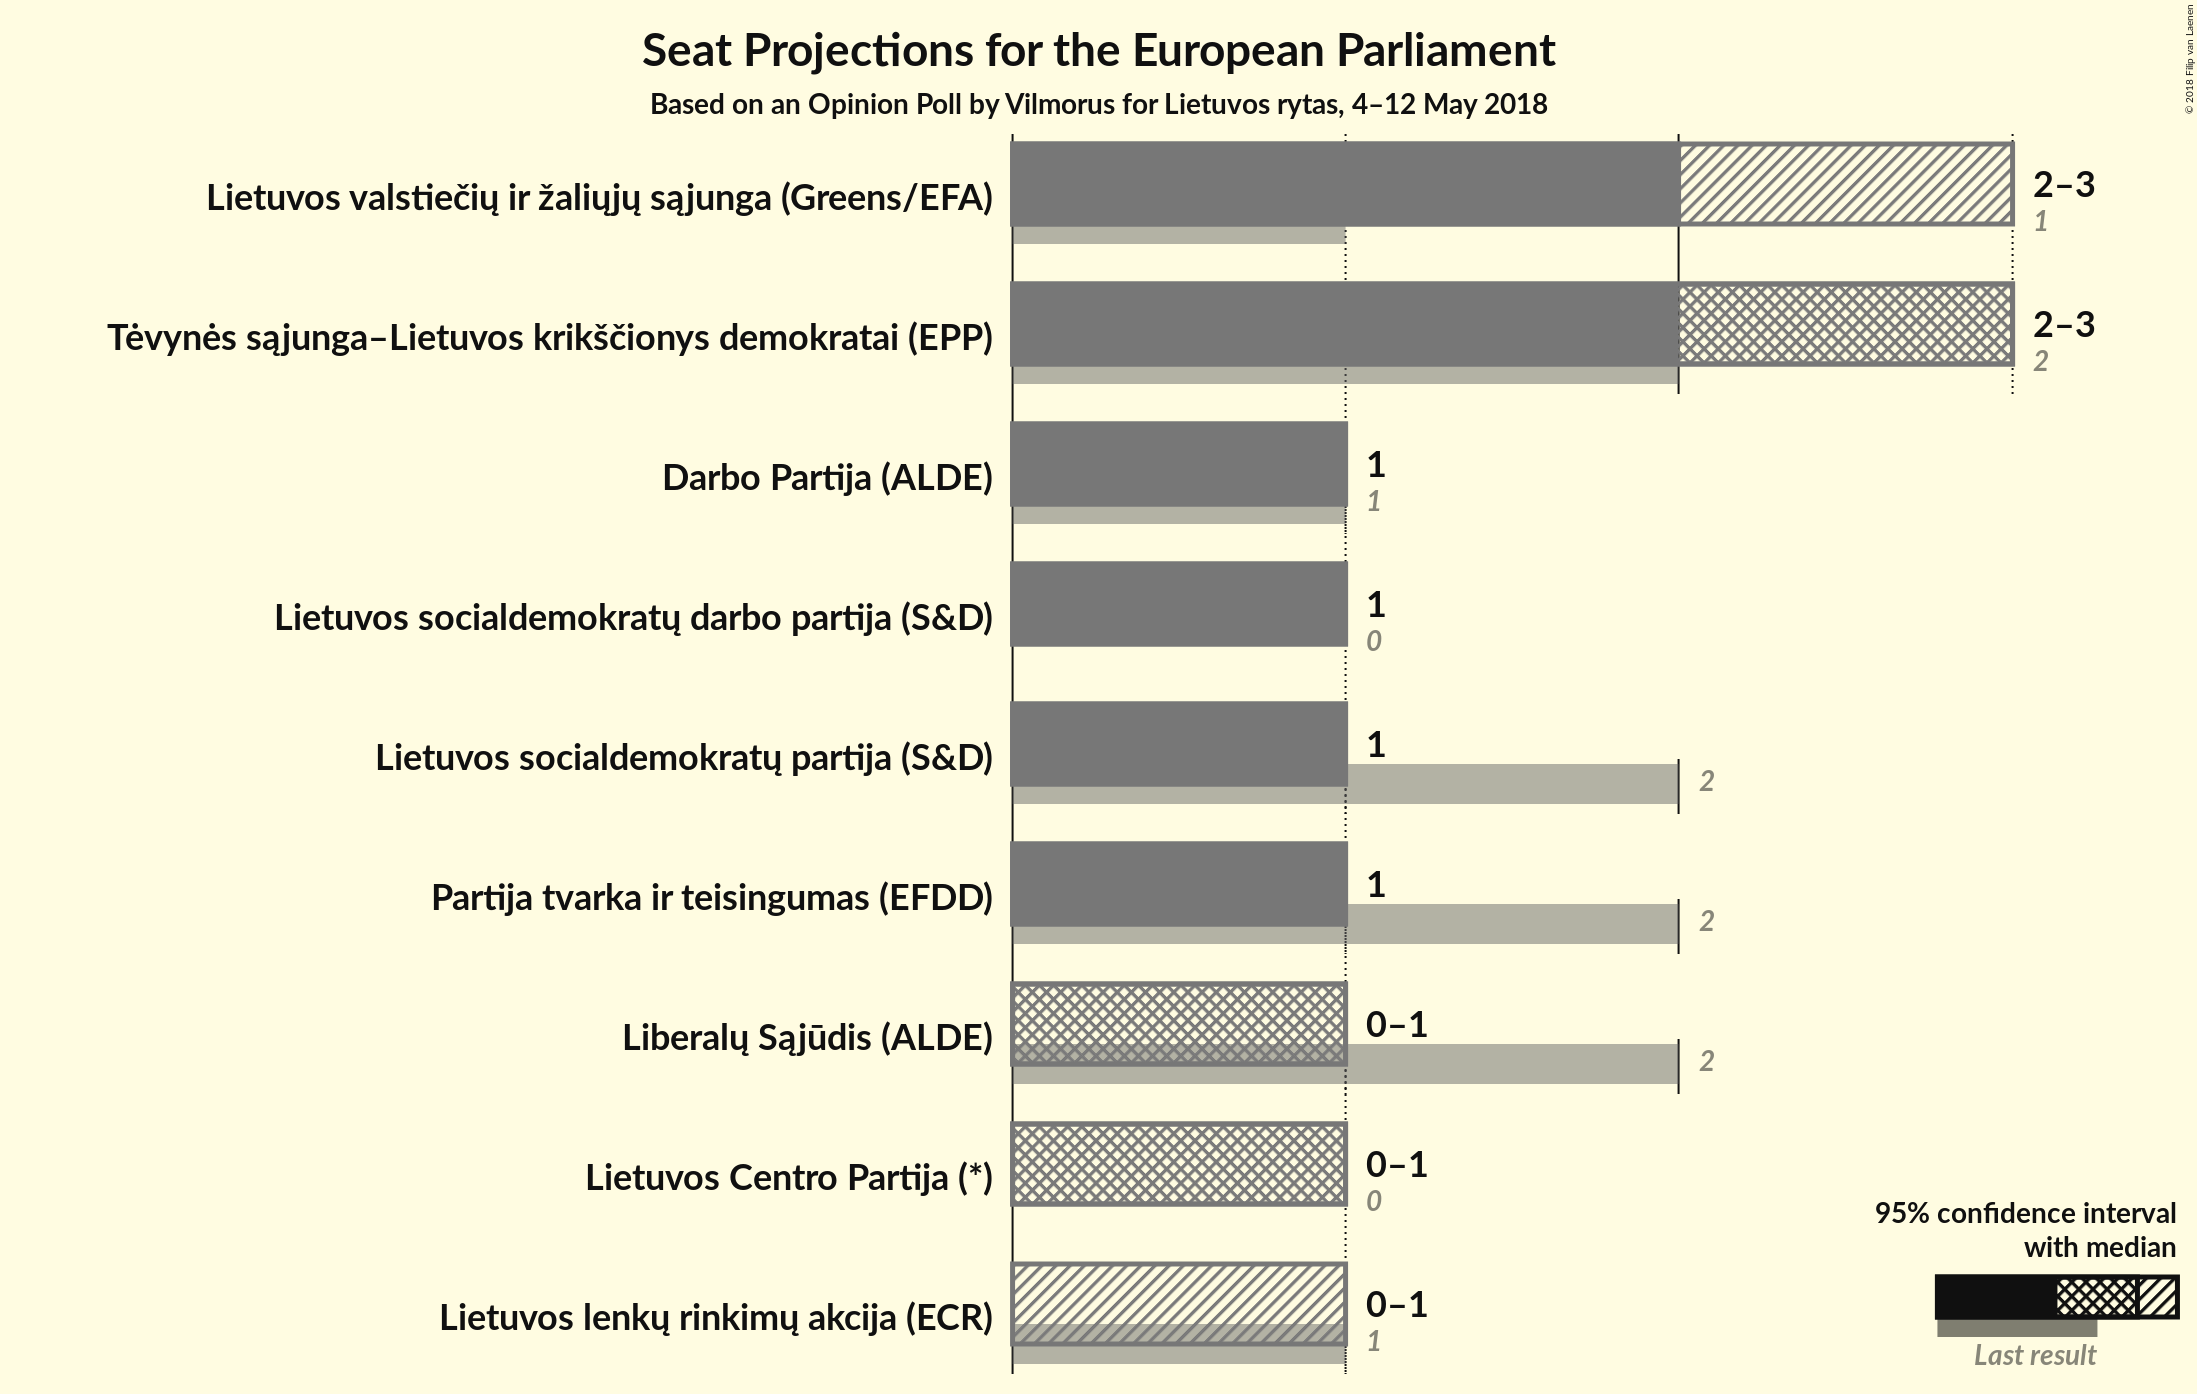 Seat Projections for the European Parliament
Based on an Opinion Poll by Vilmorus for Lietuvos rytas, 4–12 May 2018
© 2018 Filip van Laenen
Lietuvos valstiečių ir žaliųjų sąjunga (Greens/EFA)
2–3
1
Tėvynės sąjunga–Lietuvos krikščionys demokratai (EPP)
2–3
2
Darbo Partija (ALDE)
1
1
Lietuvos socialdemokratų darbo partija (S&D)
1
0
Lietuvos socialdemokratų partija (S&D)
1
2
Partija tvarka ir teisingumas (EFDD)
1
2
Liberalų Sąjūdis (ALDE)
0–1
2
Lietuvos Centro Partija (*)
0–1
0
Lietuvos lenkų rinkimų akcija (ECR)
0–1
1
95% confidence interval
with median
Last result